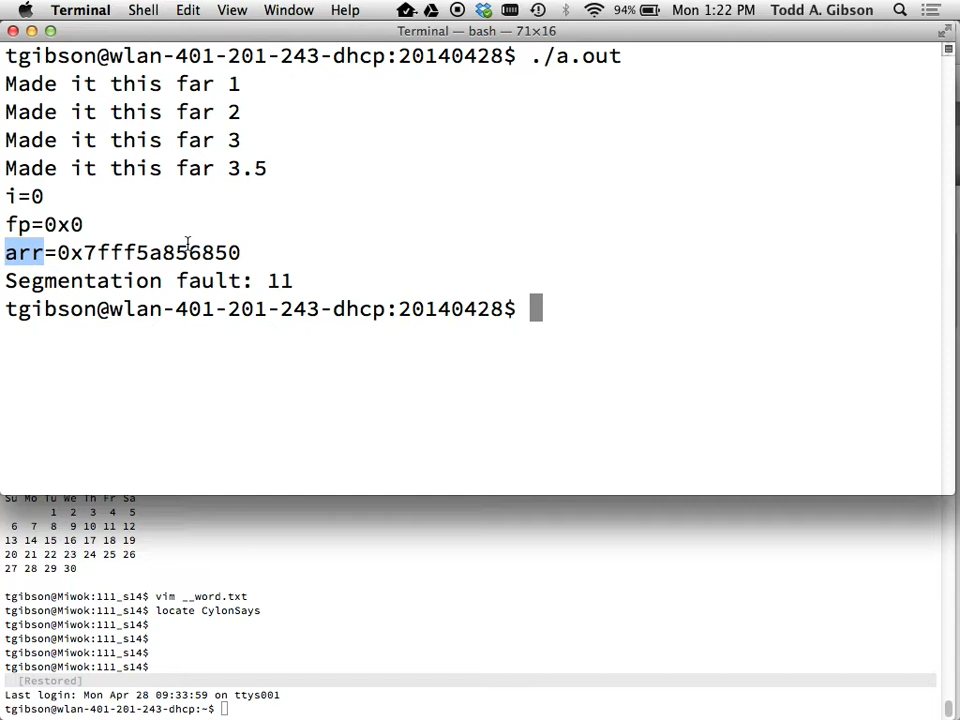 Terminal Shell Edit View Window Help 94% Mon 1:22 PM Todd A. Gibson
Terminal — bash — 71×16
tgibson@wlan-401-201-243-dhcp:20140428$ ./a.out
Made it this far 1
Made it this far 2
Made it this far 3
Made it this far 3.5
i=0
fp=0x0
arr=0x7fff5a856850
Segmentation fault: 11
tgibson@wlan-401-201-243-dhcp:20140428$
Su Mo Tu We Th Fr Sa
1 2 3 4 5
6 7 8 9 10 11 12
13 14 15 16 17 18 19
20 21 22 23 24 25 26
27 28 29 30
tgibson@Miwok:111_s14$ vim __word.txt
tgibson@Miwok:111_s14$ locate CylonSays
tgibson@Miwok:111_s14$
tgibson@Miwok:111_s14$
tgibson@Miwok:111_s14$
tgibson@Miwok:111_s14$
[Restored]
Last login: Mon Apr 28 09:33:59 on ttys001
tgibson@wlan-401-201-243-dhcp:~$